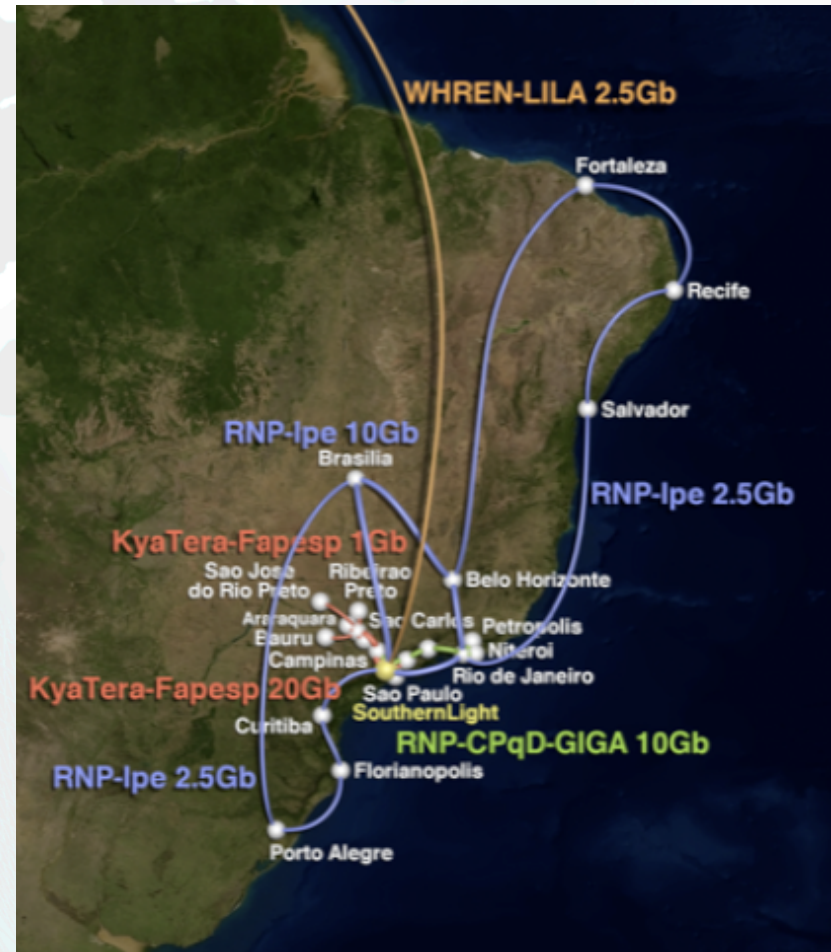 WHREN-LILA 2.5Gb
Fortaleza
Recife
Salvador
RNP-Ipe 10Gb
Brasilia
RNP-Ipe 2.5Gb
KyaTera-Fapesp 1Gb
Sao Jose
do Rio Preto
Ribeirao
Preto
Belo Horizonte
Araraquara
Sao Carlos
Petropolis
Bauru
Niteroi
Campinas
Rio de Janeiro
KyaTera-Fapesp 20Gb
Sao Paulo
SouthernLight
Curitiba
RNP-CPqD-GIGA 10Gb
Florianopolis
RNP-Ipe 2.5Gb
Porto Alegre